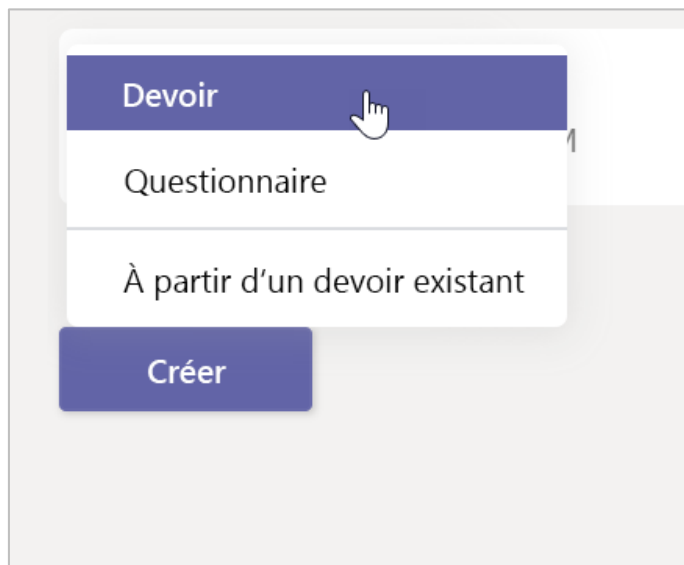 Devoir
Questionnaire
À partir d’un devoir existant
Créer